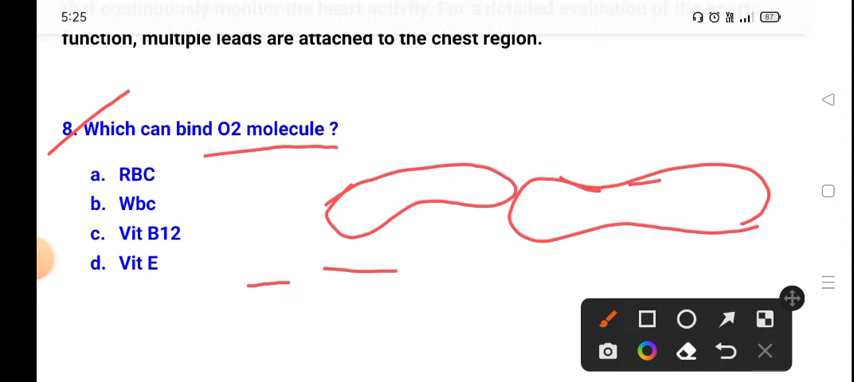 5:25
87
function, multiple leads are attached to the chest region.
8. Which can bind O2 molecule ?
a. RBC
b. Wbc
c. Vit B12
d. Vit E